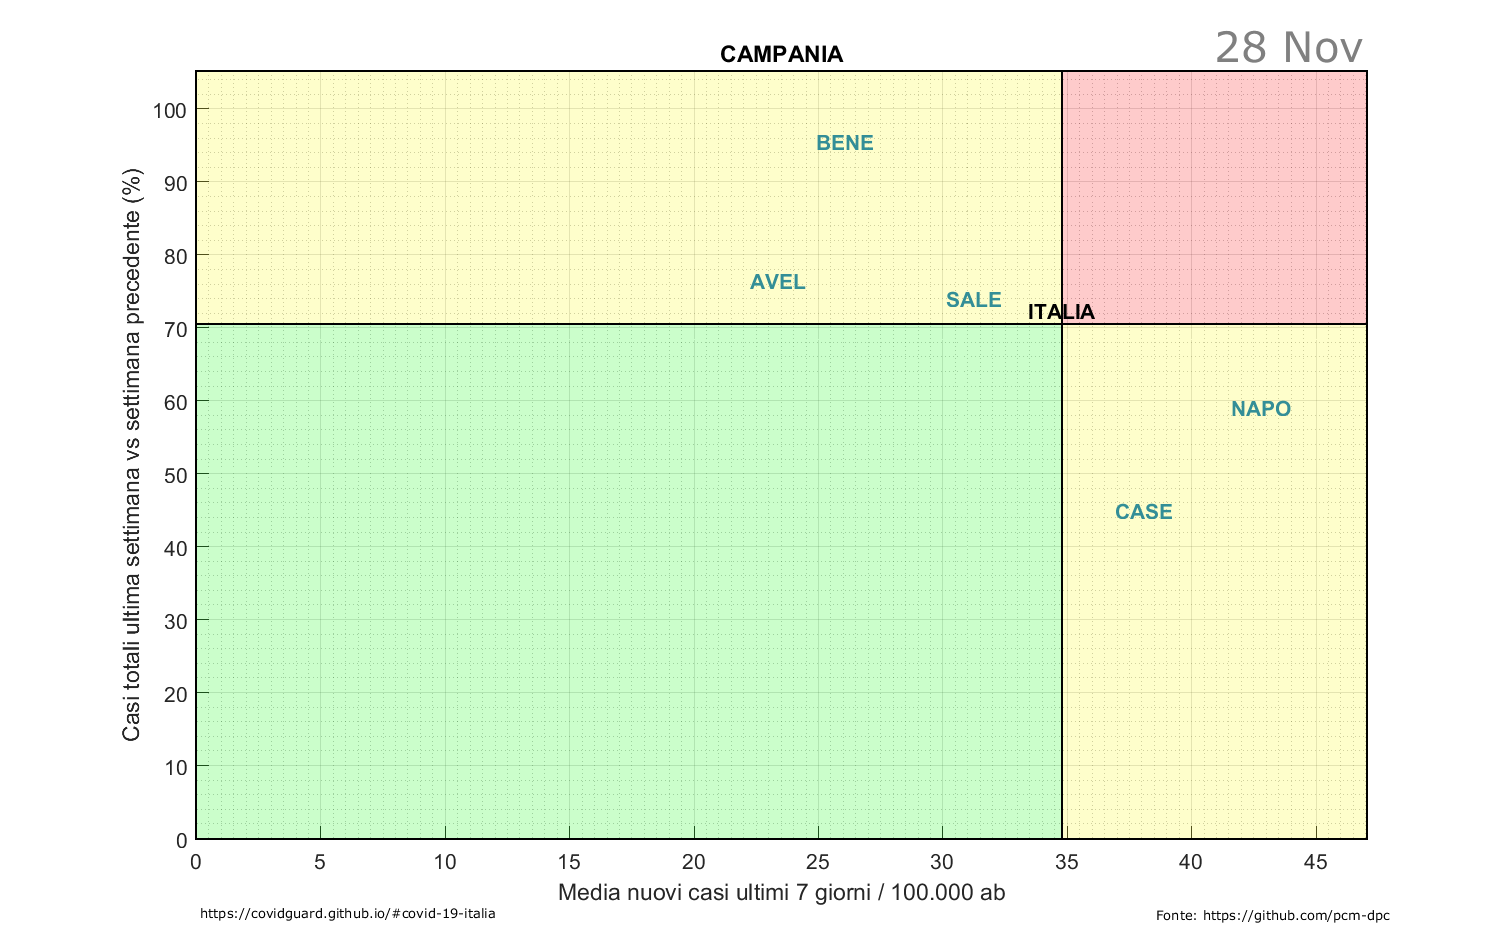 28 Nov
CAMPANIA
100
90
80
70
60
50
40
30
20
10
0
Casi totali ultima settimana vs settimana precedente (%)
BENE
AVEL
SALE
ITALIA
NAPO
CASE
0 5 10 15 20 25 30 35 40 45
Media nuovi casi ultimi 7 giorni / 100.000 ab
https://covidguard.github.io/#covid-19-italia
Fonte: https://github.com/pcm-dpc